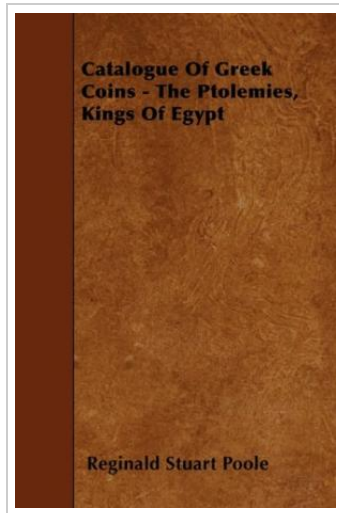 Catalogue Of Greek
Coins - The Ptolemies,
Kings Of Egypt
Reginald Stuart Poole